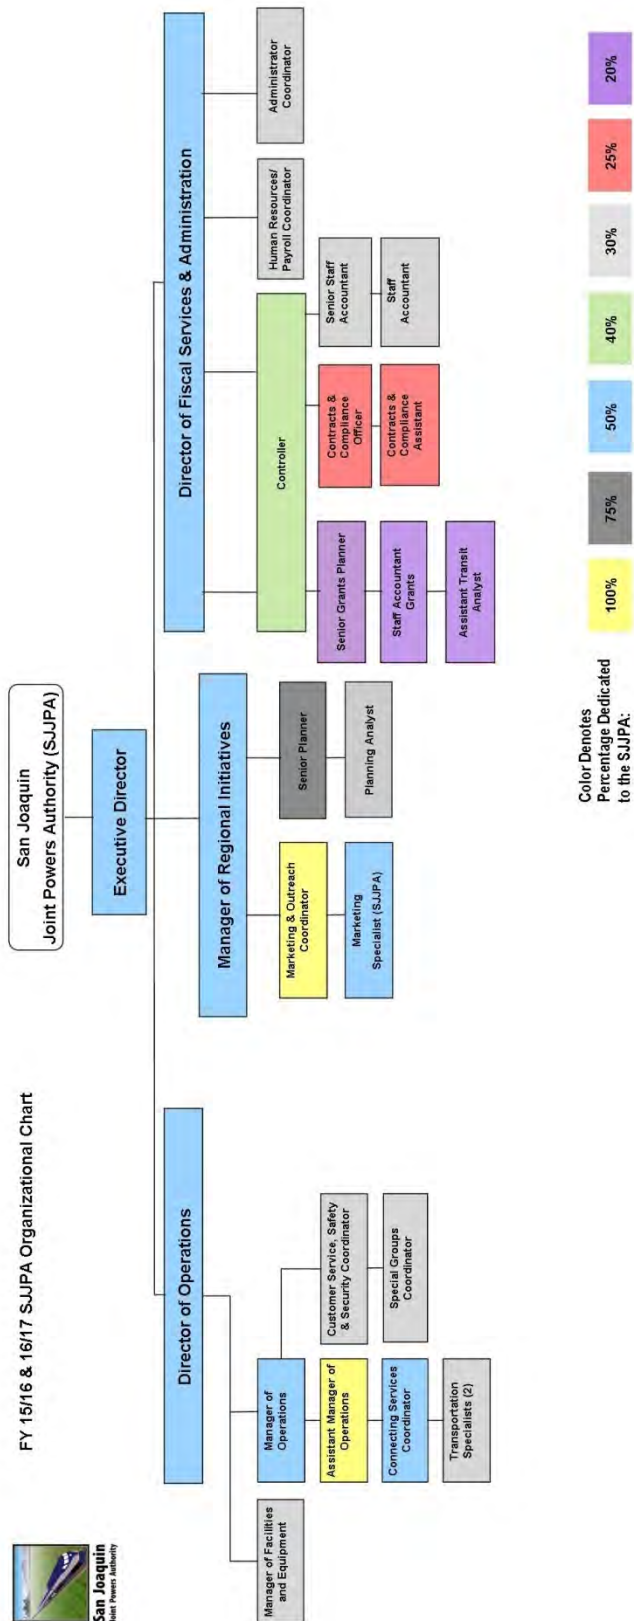 San Joaquin
Joint Powers Authority
FY 15/16 & 16/17 SJJPA Organizational Chart
San Joaquin
Joint Powers Authority (SJJPA)
Executive Director
Director of Operations
Manager of Facilities
and Equipment
Manager of
Operations
Assistant Manager of
Operations
Connecting Services
Coordinator
Transportation
Specialists (2)
Customer Service, Safety
& Security Coordinator
Special Groups
Coordinator
Manager of Regional Initiatives
Marketing & Outreach
Coordinator
Marketing
Specialist (SJJPA)
Senior Planner
Planning Analyst
Director of Fiscal Services & Administration
Controller
Senior Grants Planner
Staff Accountant
Grants
Assistant Transit
Analyst
Contracts &
Compliance
Officer
Contracts &
Compliance
Assistant
Senior Staff
Accountant
Staff
Accountant
Human Resources/
Payroll Coordinator
Administrator
Coordinator
Color Denotes
Percentage Dedicated
to the SJJPA:
100%
75%
50%
40%
30%
25%
20%